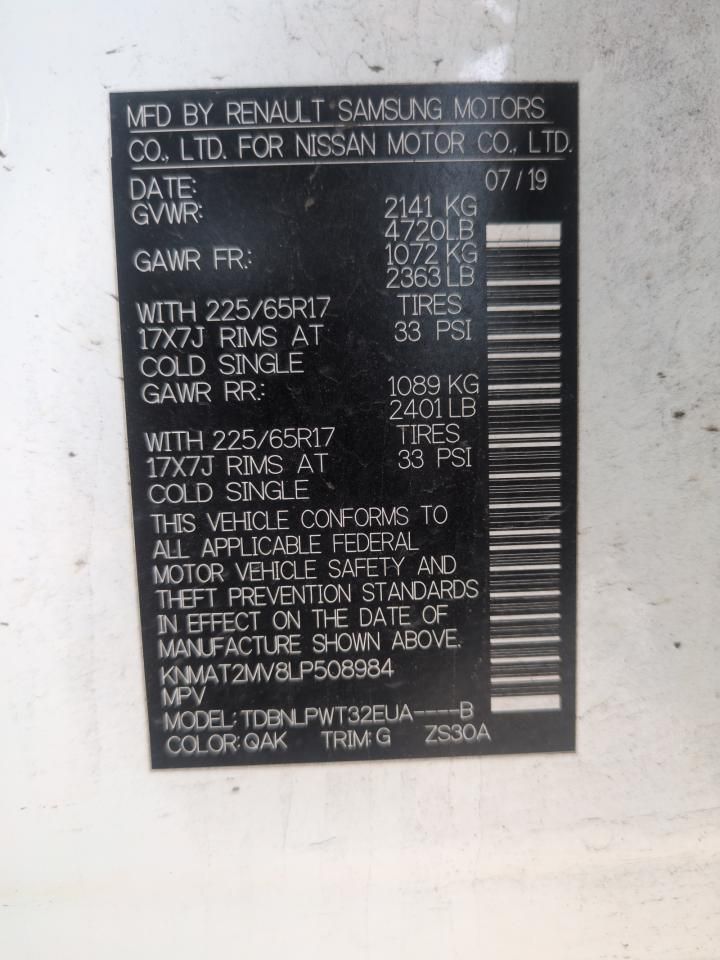 MFD BY RENAULT SAMSUNG MOTORS
CO., LTD. FOR NISSAN MOTOR CO., LTD.
DATE: 07/19
GVWR: 2141 KG
4720LB
GAWR FR.: 1072 KG
2363 LB
WITH 225/65R17 TIRES
17X7J RIMS AT 33 PSI
COLD SINGLE
GAWR RR.: 1089 KG
2401 LB
WITH 225/65R17 TIRES
17X7J RIMS AT 33 PSI
COLD SINGLE
THIS VEHICLE CONFORMS TO
ALL APPLICABLE FEDERAL
MOTOR VEHICLE SAFETY AND
THEFT PREVENTION STANDARDS
IN EFFECT ON THE DATE OF
MANUFACTURE SHOWN ABOVE.
KNMAT2MV8LP508984
MPV
MODEL: TDBNLPWT32EUA----B
COLOR: QAK TRIM: G ZS30A